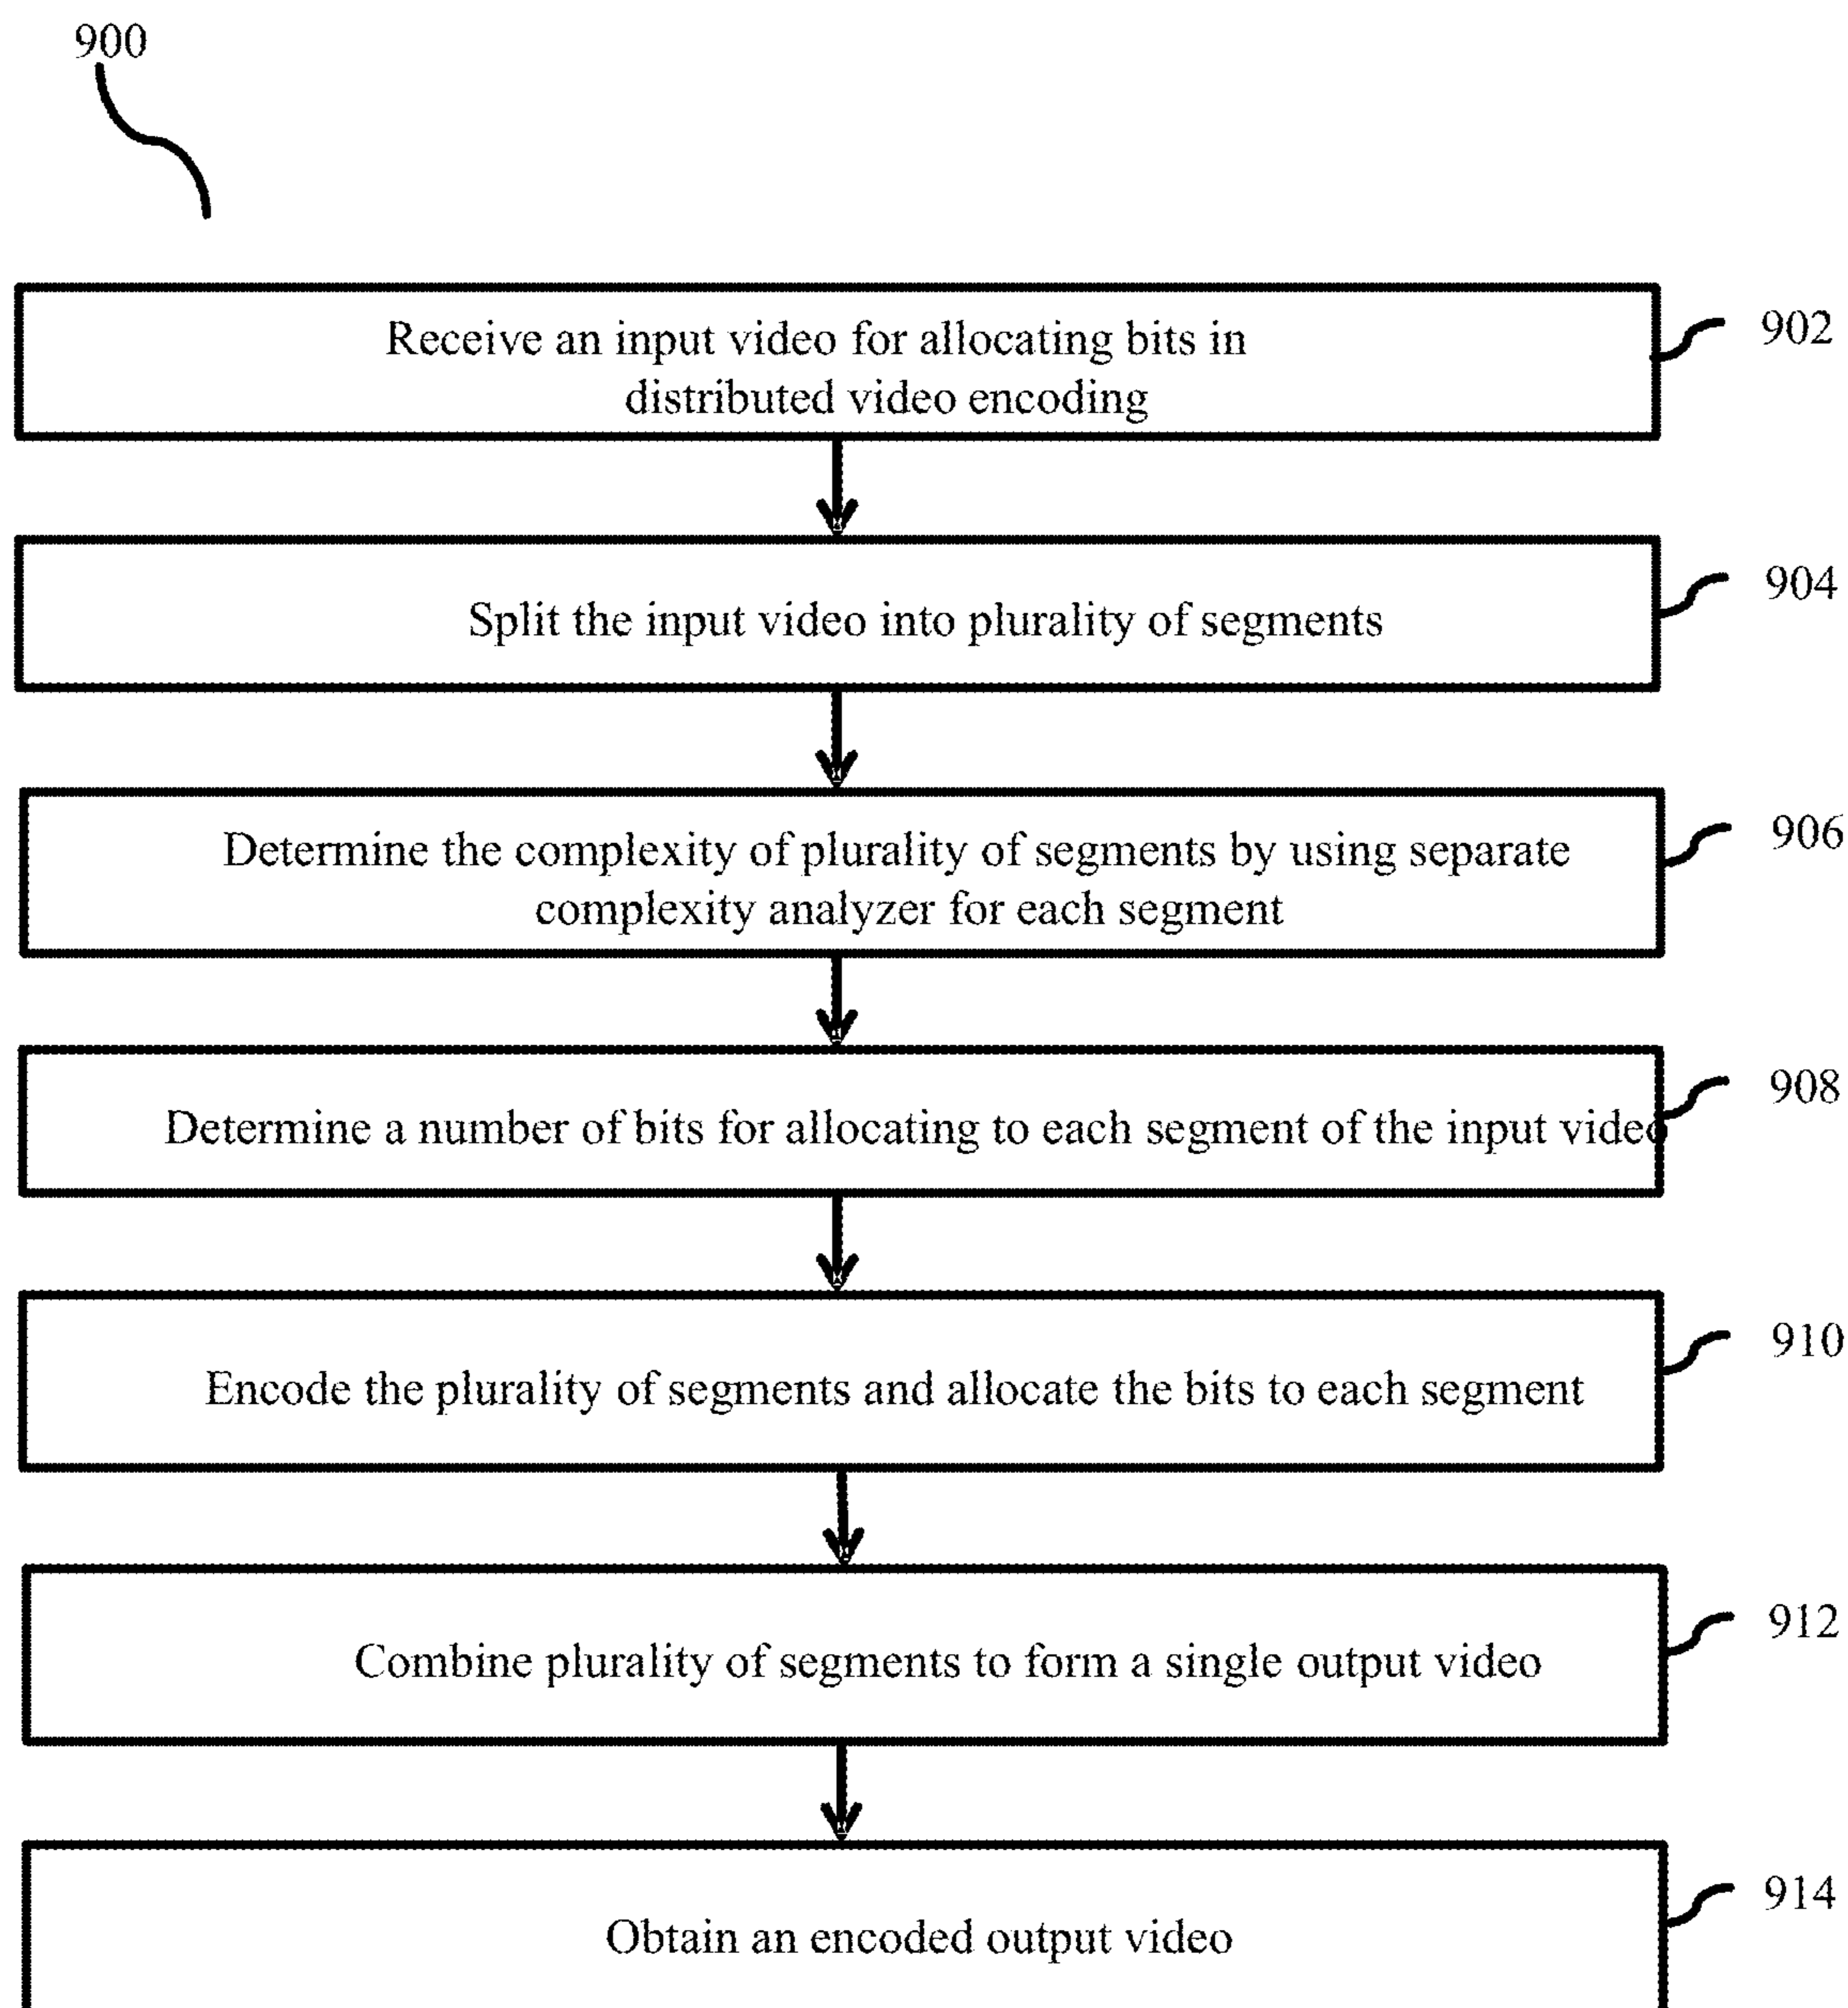 900
Receive an input video for allocating bits in
distributed video encoding
902
Split the input video into plurality of segments
904
Determine the complexity of plurality of segments by using separate
complexity analyzer for each segment
906
Determine a number of bits for allocating to each segment of the input video
908
Encode the plurality of segments and allocate the bits to each segment
910
Combine plurality of segments to form a single output video
912
Obtain an encoded output video
914